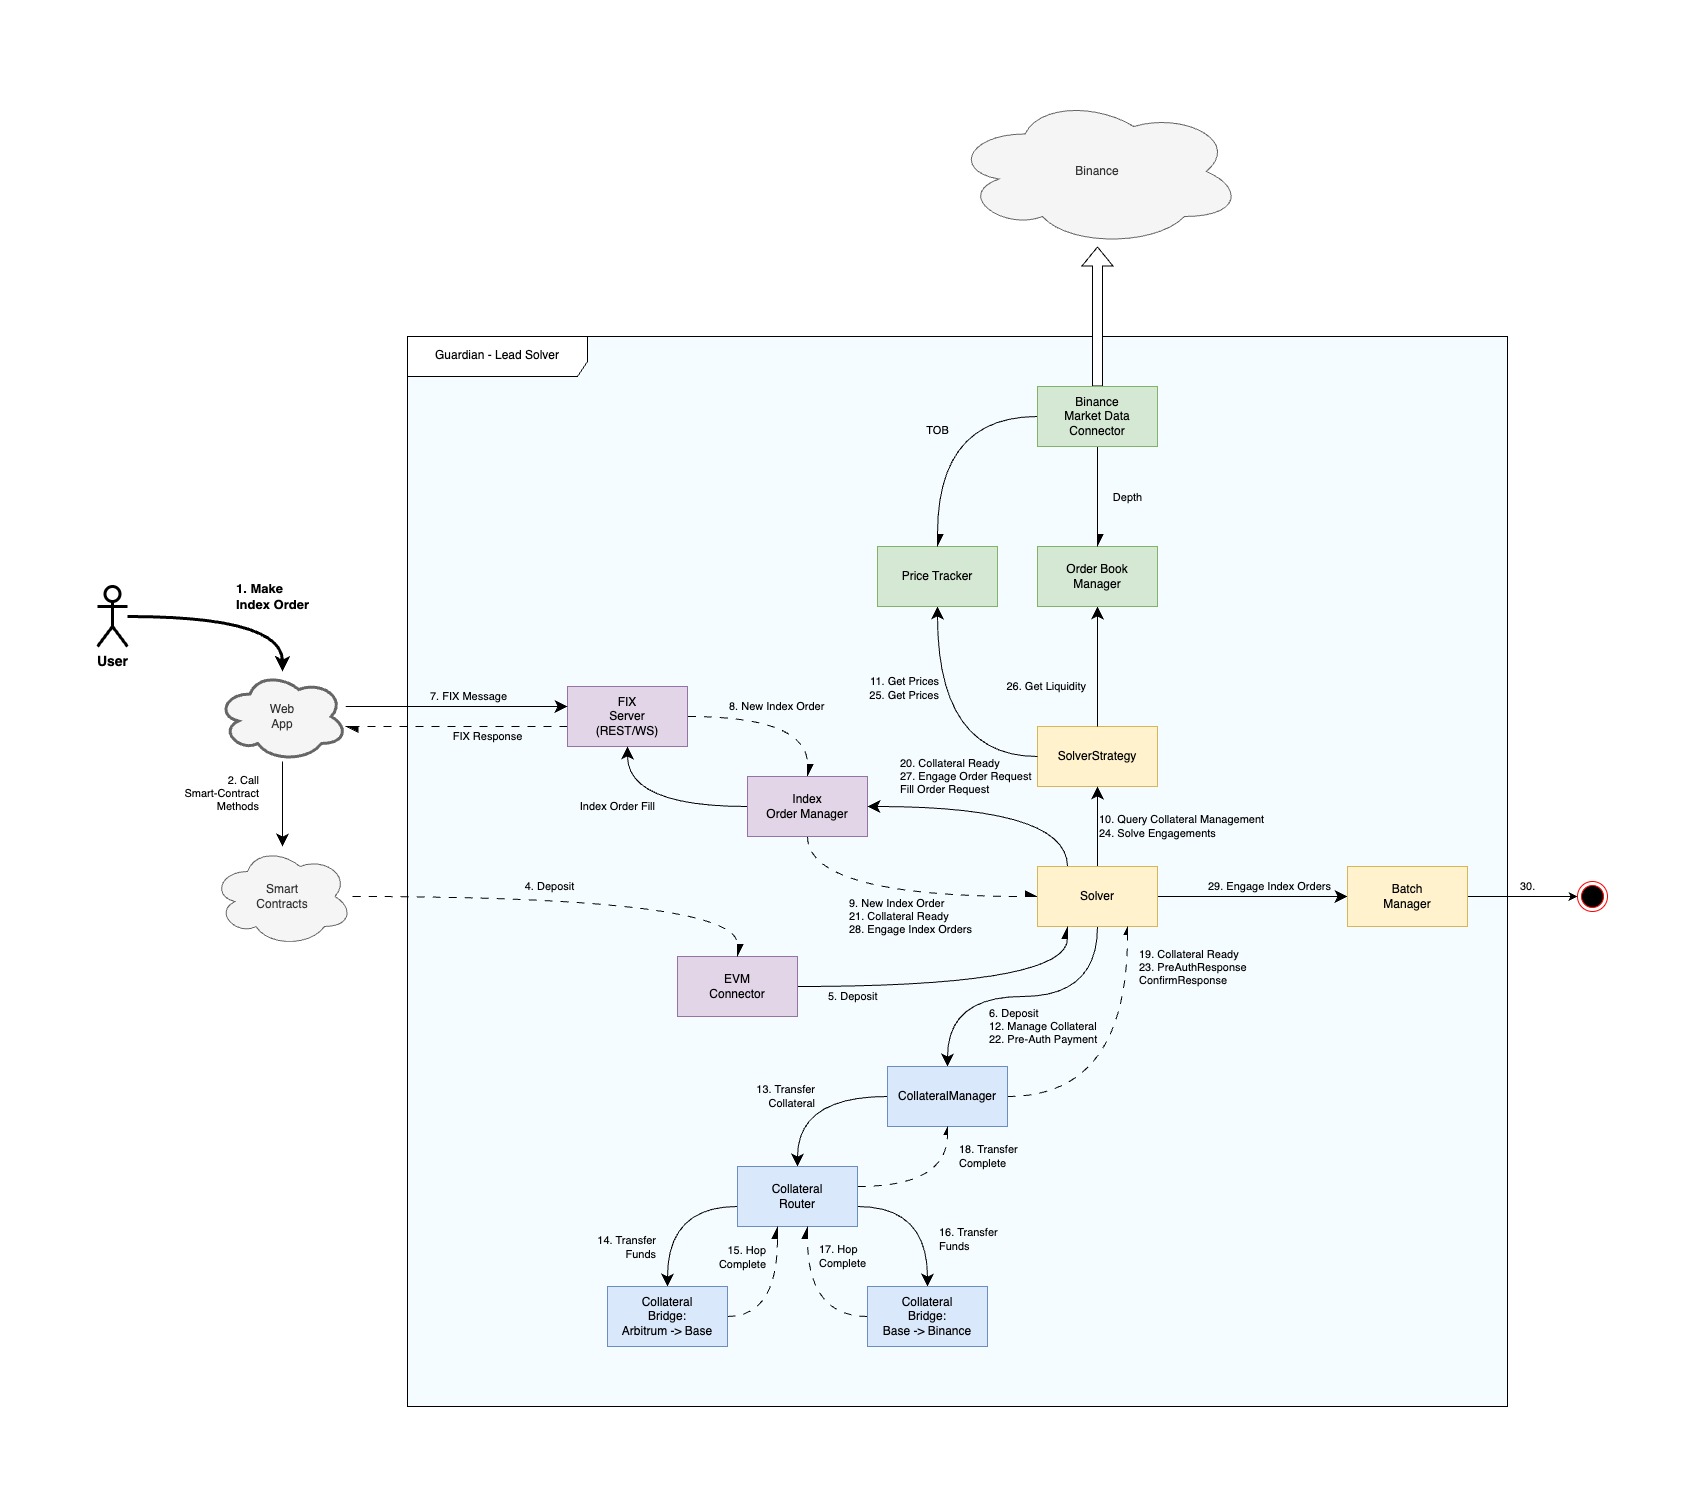 Binance
Guardian - Lead Solver
Binance
Market Data
Connector
TOB
Depth
Price Tracker
Order Book
Manager
1. Make
Index Order
User
11. Get Prices
25. Get Prices
26. Get Liquidity
Web
App
7. FIX Message
FIX Response
FIX
Server
(REST/WS)
8. New Index Order
SolverStrategy
2. Call
Smart-Contract
Methods
20. Collateral Ready
27. Engage Order Request
Fill Order Request
Index Order Fill
Index
Order Manager
10. Query Collateral Management
24. Solve Engagements
Smart
Contracts
4. Deposit
9. New Index Order
21. Collateral Ready
28. Engage Index Orders
Solver
29. Engage Index Orders
Batch
Manager
30.
EVM
Connector
5. Deposit
19. Collateral Ready
23. PreAuthResponse
ConfirmResponse
6. Deposit
12. Manage Collateral
22. Pre-Auth Payment
13. Transfer
Collateral
CollateralManager
18. Transfer
Complete
Collateral
Router
14. Transfer
Funds
15. Hop
Complete
17. Hop
Complete
16. Transfer
Funds
Collateral
Bridge:
Arbitrum -> Base
Collateral
Bridge:
Base -> Binance